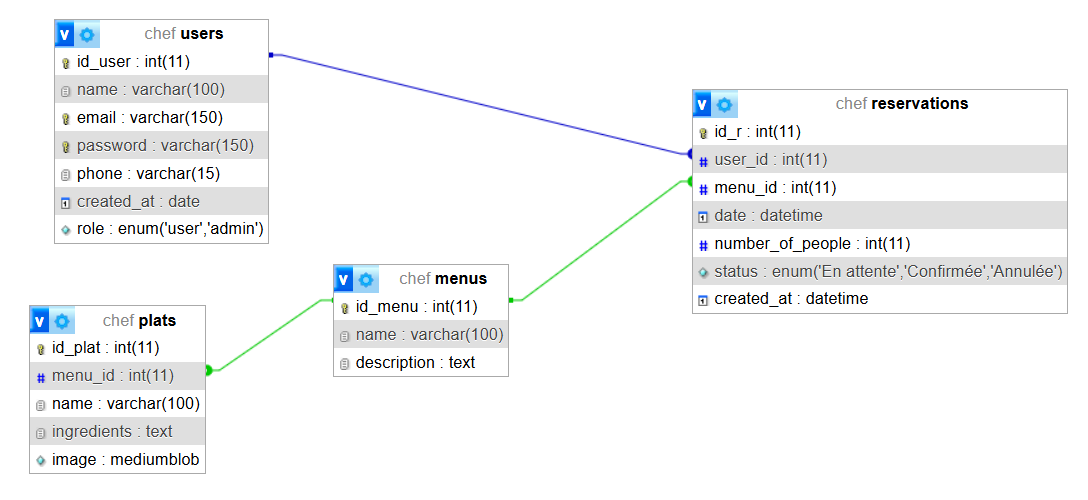 v chef users
id_user : int(11)
name : varchar(100)
email : varchar(150)
password : varchar(150)
phone : varchar(15)
created_at : date
role : enum('user','admin')
v chef reservations
id_r : int(11)
user_id : int(11)
menu_id : int(11)
date : datetime
number_of_people : int(11)
status : enum('En attente','Confirmée','Annulée')
created_at : datetime
v chef menus
id_menu : int(11)
name : varchar(100)
description : text
v chef plats
id_plat : int(11)
menu_id : int(11)
name : varchar(100)
ingredients : text
image : mediumblob